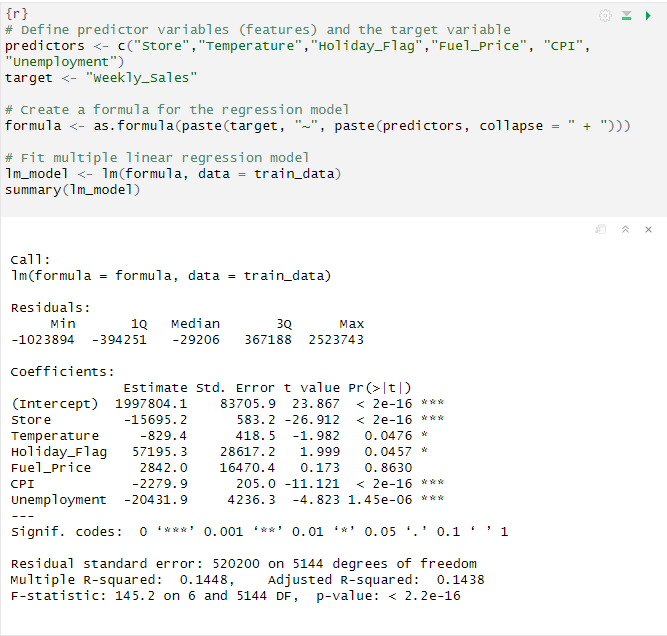 {r}
# Define predictor variables (features) and the target variable
predictors <- c("Store","Temperature","Holiday_Flag","Fuel_Price", "CPI",
"Unemployment")
target <- "Weekly_Sales"
# Create a formula for the regression model
formula <- as.formula(paste(target, "~", paste(predictors, collapse = " + ")))
# Fit multiple linear regression model
lm_model <- lm(formula, data = train_data)
summary(lm_model)
Call:
lm(formula = formula, data = train_data)
Residuals:
     Min       1Q   Median       3Q      Max
-1023894  -394251   -29206   367188  2523743
Coefficients:
              Estimate Std. Error t value Pr(>|t|)
(Intercept)  1997804.1    83705.9  23.867  < 2e-16 ***
Store         -15695.2      583.2 -26.912  < 2e-16 ***
Temperature     -829.4      418.5  -1.982   0.0476 *
Holiday_Flag   57195.3    28617.2   1.999   0.0457 *
Fuel_Price      2842.0    16470.4   0.173   0.8630
CPI            -2279.9      205.0 -11.121  < 2e-16 ***
Unemployment  -20431.9     4236.3  -4.823 1.45e-06 ***
---
Signif. codes:  0 ‘***’ 0.001 ‘**’ 0.01 ‘*’ 0.05 ‘.’ 0.1 ‘ ’ 1
Residual standard error: 520200 on 5144 degrees of freedom
Multiple R-squared:  0.1448,    Adjusted R-squared:  0.1438
F-statistic: 145.2 on 6 and 5144 DF,  p-value: < 2.2e-16